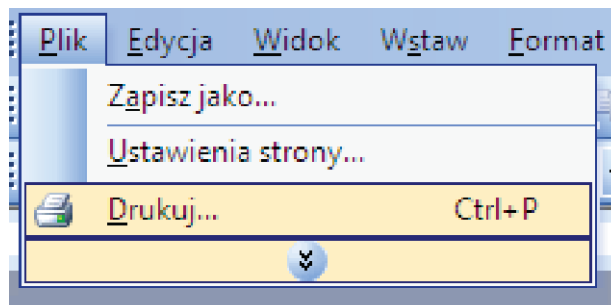 Plik Edycja Widok Wstaw Format
Zapisz jako...
Ustawienia strony...
Drukuj... Ctrl+P